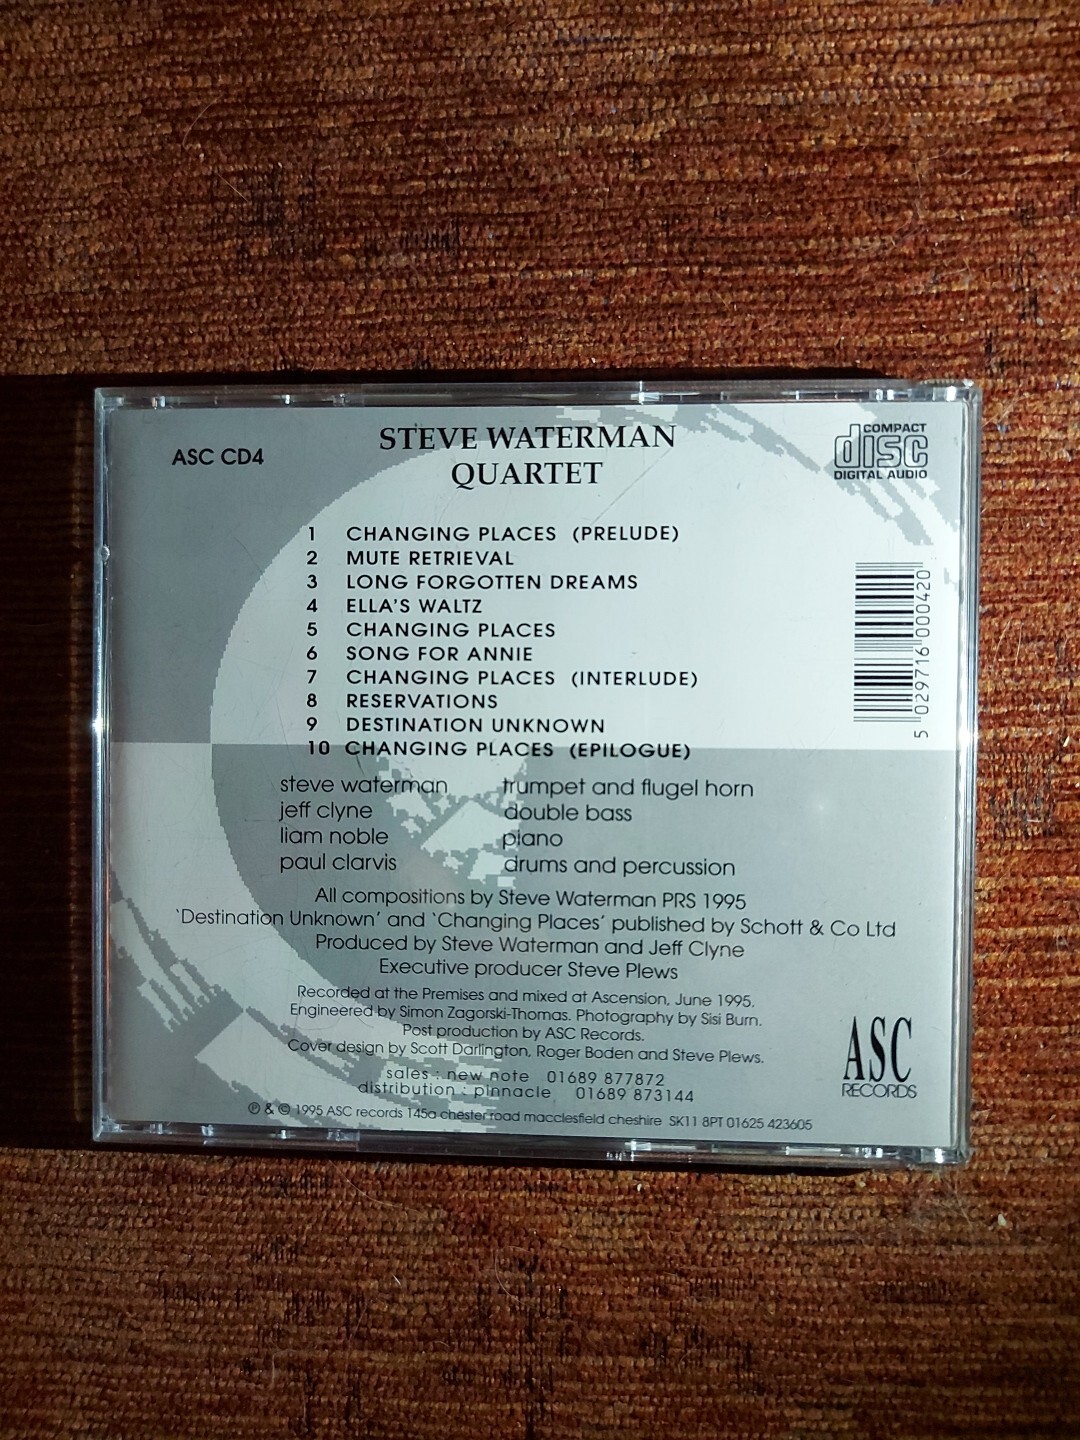 ASC CD4
STEVE WATERMAN
QUARTET
COMPACT
disc
DIGITAL AUDIO
1 CHANGING PLACES (PRELUDE)
2 MUTE RETRIEVAL
3 LONG FORGOTTEN DREAMS
4 ELLA'S WALTZ
5 CHANGING PLACES
6 SONG FOR ANNIE
7 CHANGING PLACES (INTERLUDE)
8 RESERVATIONS
9 DESTINATION UNKNOWN
10 CHANGING PLACES (EPILOGUE)
5 029716 000420
steve waterman trumpet and flugel horn
jeff clyne double bass
liam noble piano
paul clarvis drums and percussion
All compositions by Steve Waterman PRS 1995
'Destination Unknown' and 'Changing Places' published by Schott & Co Ltd
Produced by Steve Waterman and Jeff Clyne
Executive producer Steve Plews
Recorded at the Premises and mixed at Ascension, June 1995.
Engineered by Simon Zagorski-Thomas. Photography by Sisi Burn.
Post production by ASC Records.
Cover design by Scott Darlington, Roger Boden and Steve Plews.
sales : new note 01689 877872
distribution : pinnacle 01689 873144
℗ & © 1995 ASC records 145a chester road macclesfield cheshire SK11 8PT 01625 423605
ASC
RECORDS